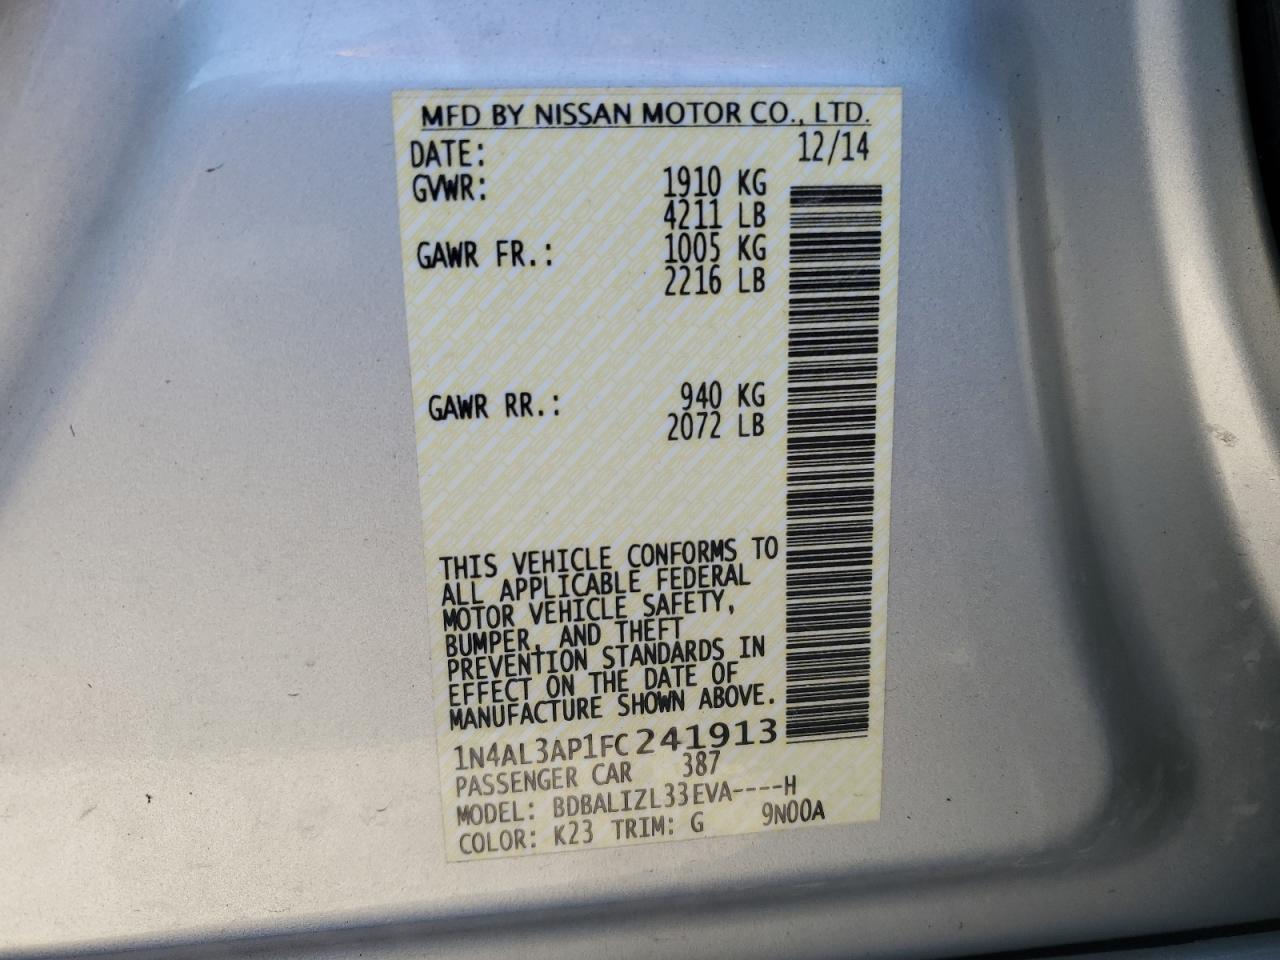 MFD BY NISSAN MOTOR CO., LTD.
DATE: 12/14
GVWR: 1910 KG
4211 LB
GAWR FR.: 1005 KG
2216 LB
GAWR RR.: 940 KG
2072 LB
THIS VEHICLE CONFORMS TO
ALL APPLICABLE FEDERAL
MOTOR VEHICLE SAFETY,
BUMPER, AND THEFT
PREVENTION STANDARDS IN
EFFECT ON THE DATE OF
MANUFACTURE SHOWN ABOVE.
1N4AL3AP1FC241913
PASSENGER CAR 387
MODEL: BDBALIZL33EVA----H
COLOR: K23 TRIM: G 9N00A